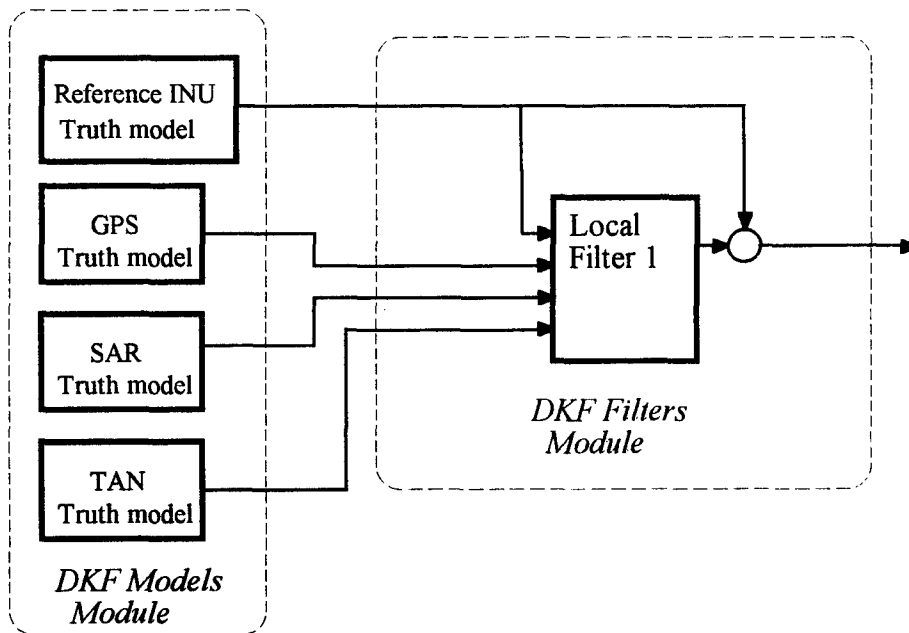 Reference INU
Truth model
GPS
Truth model
SAR
Truth model
TAN
Truth model
DKF Models
Module
Local
Filter 1
DKF Filters
Module